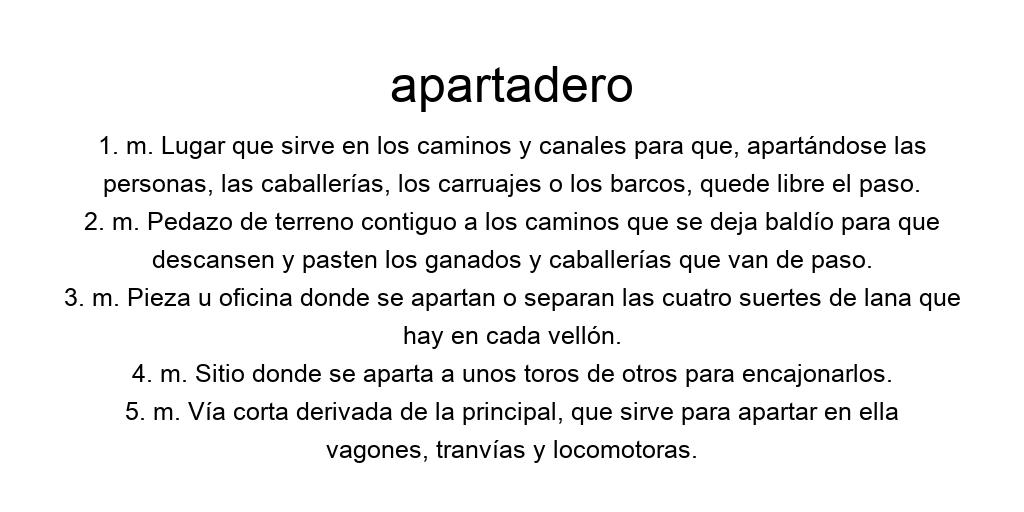 apartadero
1. m. Lugar que sirve en los caminos y canales para que, apartándose las
personas, las caballerías, los carruajes o los barcos, quede libre el paso.
2. m. Pedazo de terreno contiguo a los caminos que se deja baldío para que
descansen y pasten los ganados y caballerías que van de paso.
3. m. Pieza u oficina donde se apartan o separan las cuatro suertes de lana que
hay en cada vellón.
4. m. Sitio donde se aparta a unos toros de otros para encajonarlos.
5. m. Vía corta derivada de la principal, que sirve para apartar en ella
vagones, tranvías y locomotoras.